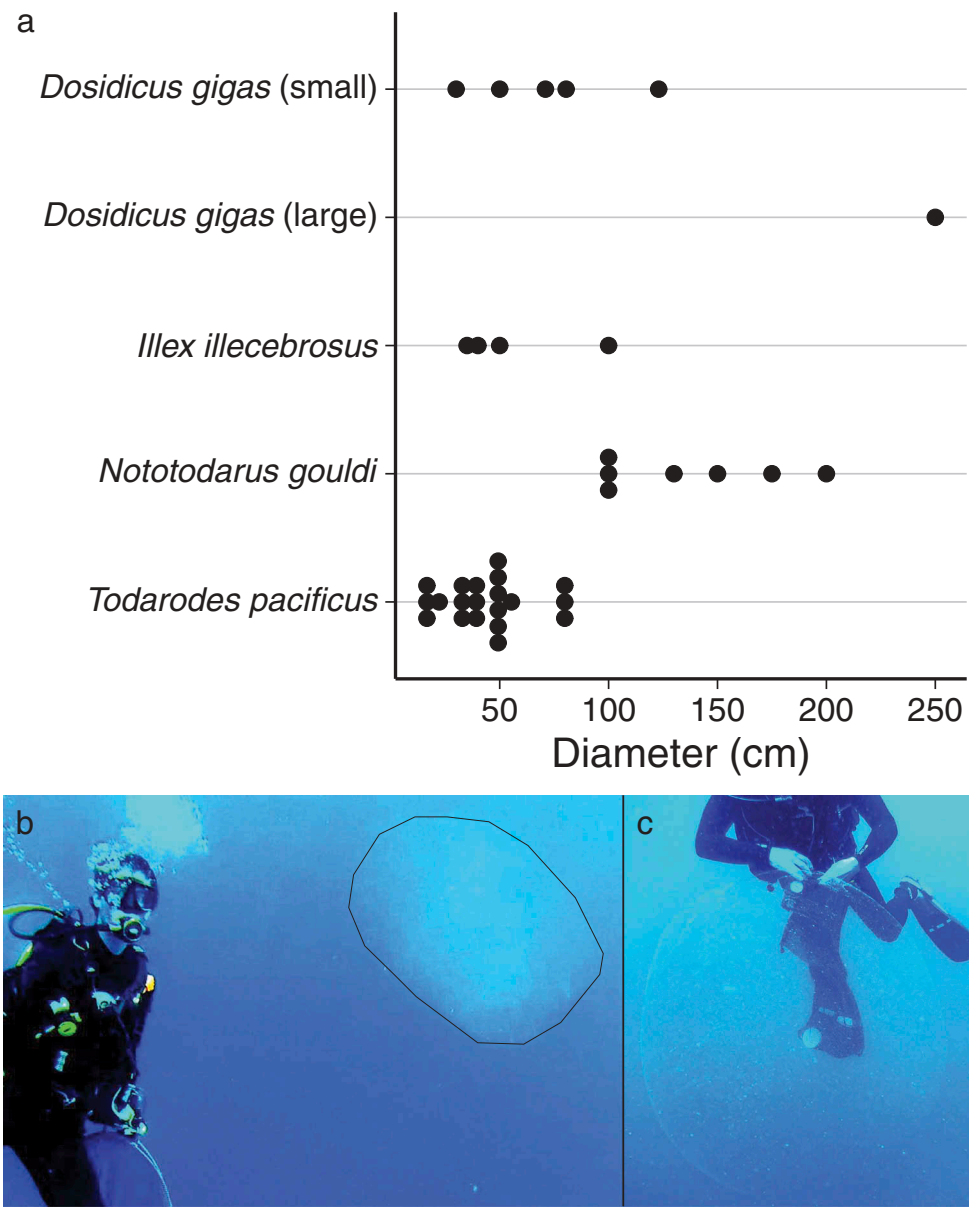 a
Dosidicus gigas (small)
Dosidicus gigas (large)
Illex illecebrosus
Nototodarus gouldi
Todarodes pacificus
50 100 150 200 250
Diameter (cm)
b
c